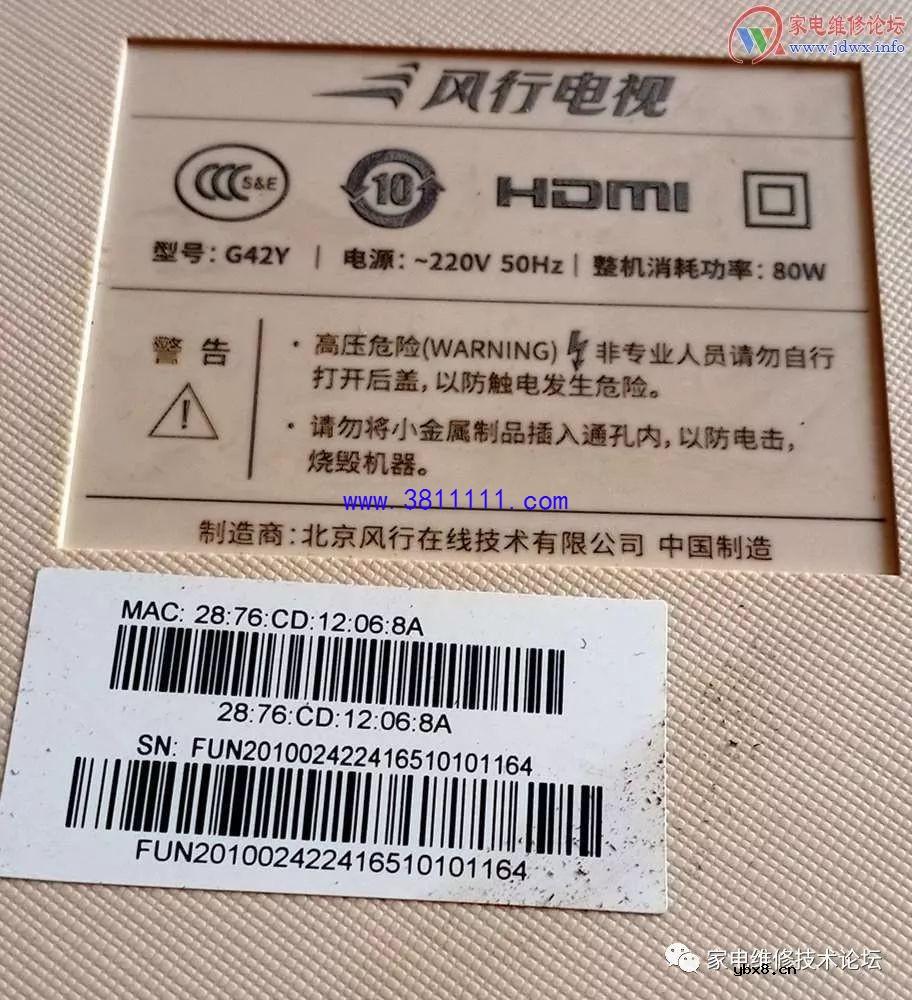 家电维修论坛
www.jdwx.info
风行电视
CCC S&E
10
HDMI
型号: G42Y | 电源: ~220V 50Hz | 整机消耗功率: 80W
警告
· 高压危险(WARNING) 非专业人员请勿自行
打开后盖, 以防触电发生危险。
· 请勿将小金属制品插入通孔内, 以防电击,
烧毁机器。
www.3811111.com
制造商: 北京风行在线技术有限公司 中国制造
MAC: 28:76:CD:12:06:8A
28:76:CD:12:06:8A
SN: FUN201002422416510101164
FUN201002422416510101164
家电维修技术论坛
ybx8.cn